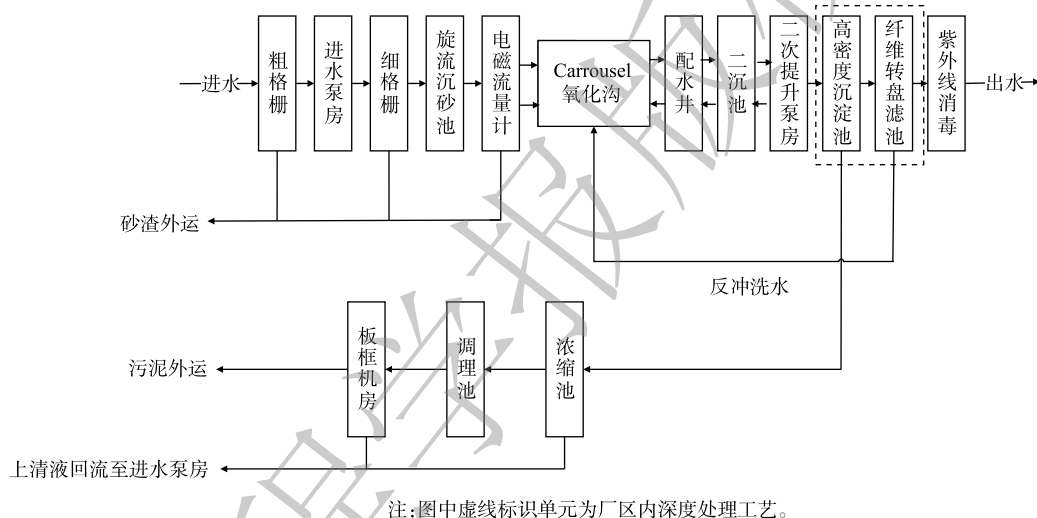 进水
粗格栅
进水泵房
细格栅
旋流沉砂池
电磁流量计
Carrousel
氧化沟
配水井
二沉池
二次提升泵房
高密度沉淀池
纤维转盘滤池
紫外线消毒
出水
砂渣外运
反冲洗水
污泥外运
板框机房
调理池
浓缩池
上清液回流至进水泵房
注:图中虚线标识单元为厂区内深度处理工艺。
学报版